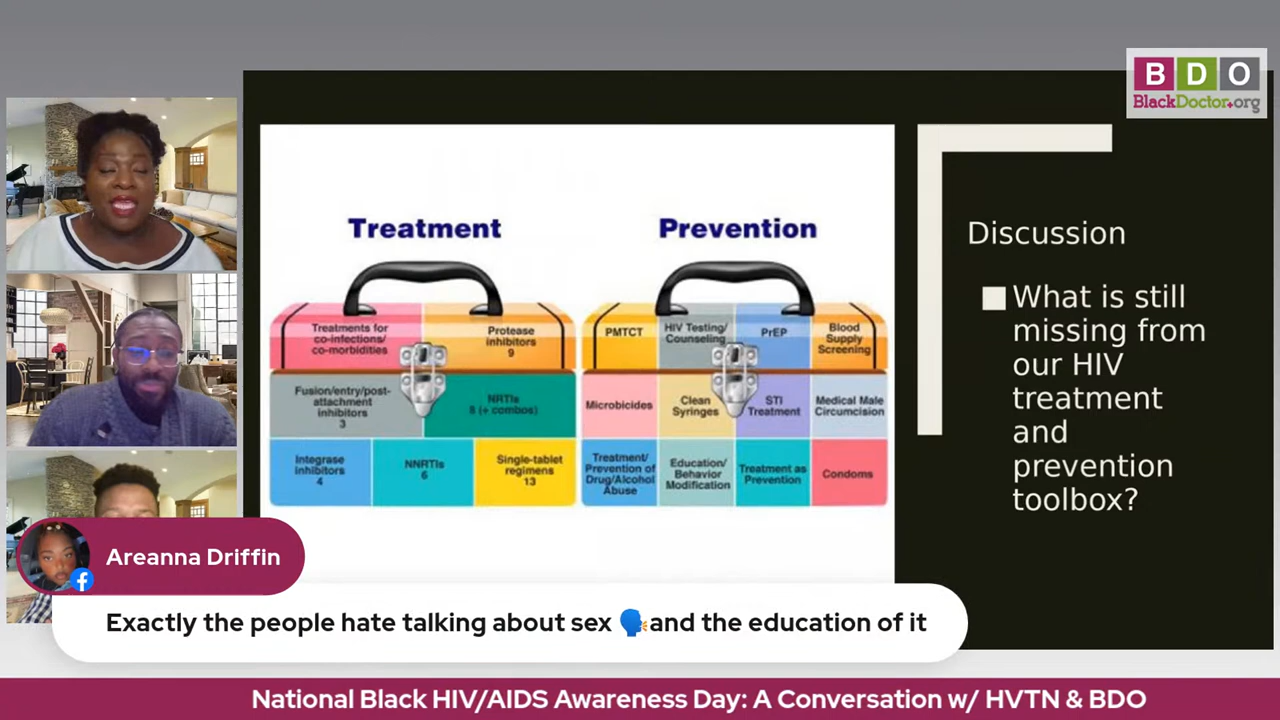 B D O
BlackDoctor.org
Treatment
Treatments for
co-infections/
co-morbidities
Protease
inhibitors
9
Fusion/entry/post-
attachment
inhibitors
3
NRTIs
8 (+ combos)
Integrase
inhibitors
4
NNRTIs
6
Single-tablet
regimens
13
Prevention
PMTCT
HIV Testing/
Counseling
PrEP
Blood
Supply
Screening
Microbicides
Clean
Syringes
STI
Treatment
Medical Male
Circumcision
Treatment/
Prevention of
Drug/Alcohol
Abuse
Education/
Behavior
Modification
Treatment as
Prevention
Condoms
Discussion
What is still
missing from
our HIV
treatment
and
prevention
toolbox?
Areanna Driffin
Exactly the people hate talking about sex 🗣️and the education of it
National Black HIV/AIDS Awareness Day: A Conversation w/ HVTN & BDO